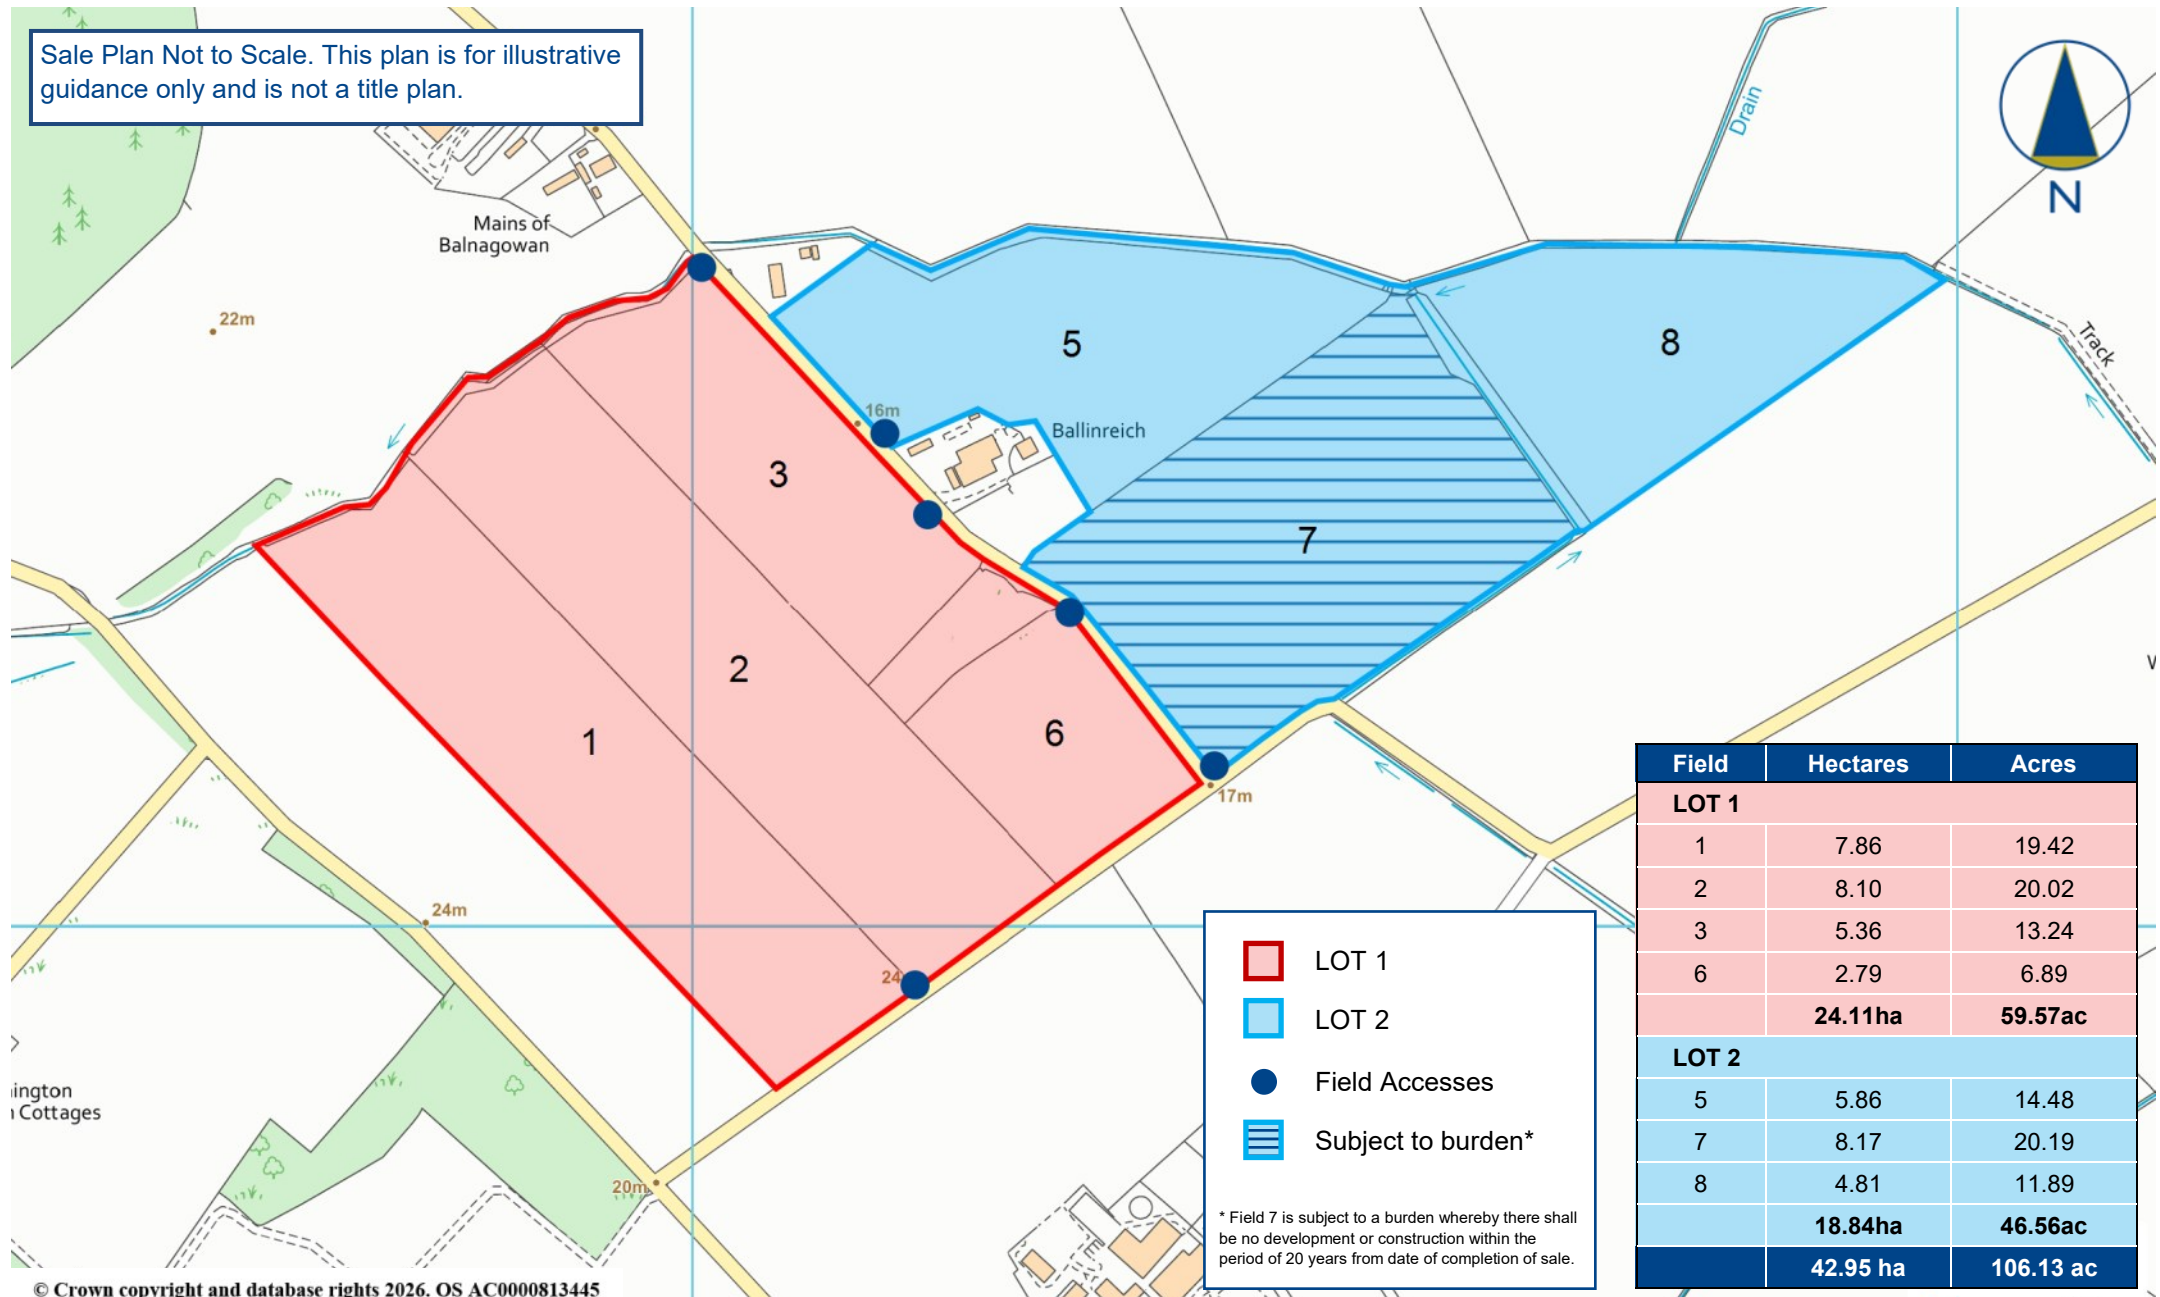 Sale Plan Not to Scale. This plan is for illustrative
guidance only and is not a title plan.
Drain
N
Mains of
Balnagowan
22m
Track
5
8
16m
Ballinreich
3
7
2
1
6
17m
24m
24
20m
Cottages
Field Hectares Acres
LOT 1
1 7.86 19.42
2 8.10 20.02
3 5.36 13.24
6 2.79 6.89
24.11ha 59.57ac
LOT 2
5 5.86 14.48
7 8.17 20.19
8 4.81 11.89
18.84ha 46.56ac
42.95 ha 106.13 ac
LOT 1
LOT 2
Field Accesses
Subject to burden*
* Field 7 is subject to a burden whereby there shall
be no development or construction within the
period of 20 years from date of completion of sale.
© Crown copyright and database rights 2026. OS AC0000813445